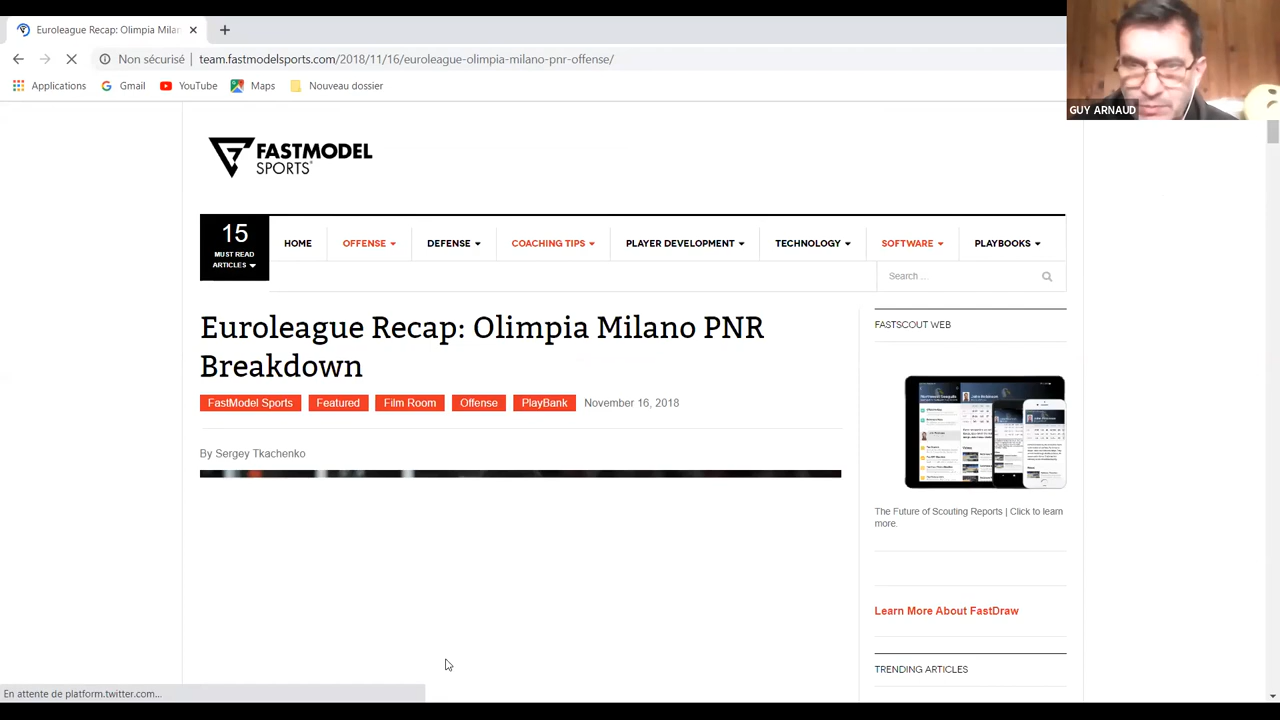 Euroleague Recap: Olimpia Milan
Non sécurisé team.fastmodelsports.com/2018/11/16/euroleague-olimpia-milano-pnr-offense/
Applications Gmail YouTube Maps Nouveau dossier
GUY ARNAUD
FASTMODEL
SPORTS
15
MUST READ
ARTICLES
HOME OFFENSE DEFENSE COACHING TIPS PLAYER DEVELOPMENT TECHNOLOGY SOFTWARE PLAYBOOKS
Search …
Euroleague Recap: Olimpia Milano PNR
Breakdown
FastModel Sports Featured Film Room Offense PlayBank November 16, 2018
By Sergey Tkachenko
FASTSCOUT WEB
The Future of Scouting Reports | Click to learn
more.
Learn More About FastDraw
TRENDING ARTICLES
En attente de platform.twitter.com...